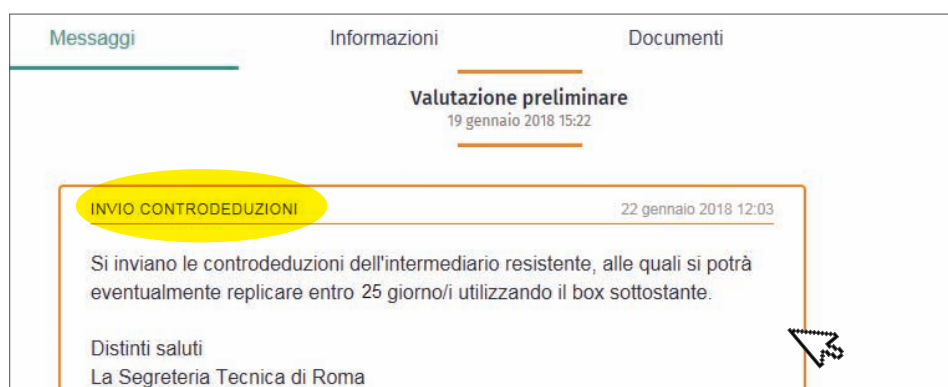 Messaggi Informazioni Documenti
Valutazione preliminare
19 gennaio 2018 15:22
INVIO CONTRODEDUZIONI 22 gennaio 2018 12:03
Si inviano le controdeduzioni dell'intermediario resistente, alle quali si potrà
eventualmente replicare entro 25 giorno/i utilizzando il box sottostante.
Distinti saluti
La Segreteria Tecnica di Roma